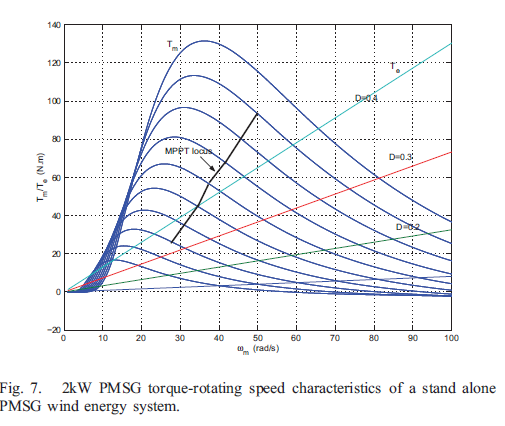 140
120
100
80
60
40
20
0
−20
T_m/T_e (N.m)
T_m
T_e
D=0.4
MPPT locus
D=0.3
D=0.2
0 10 20 30 40 50 60 70 80 90 100
ω_m (rad/s)
Fig. 7. 2kW PMSG torque-rotating speed characteristics of a stand alone
PMSG wind energy system.